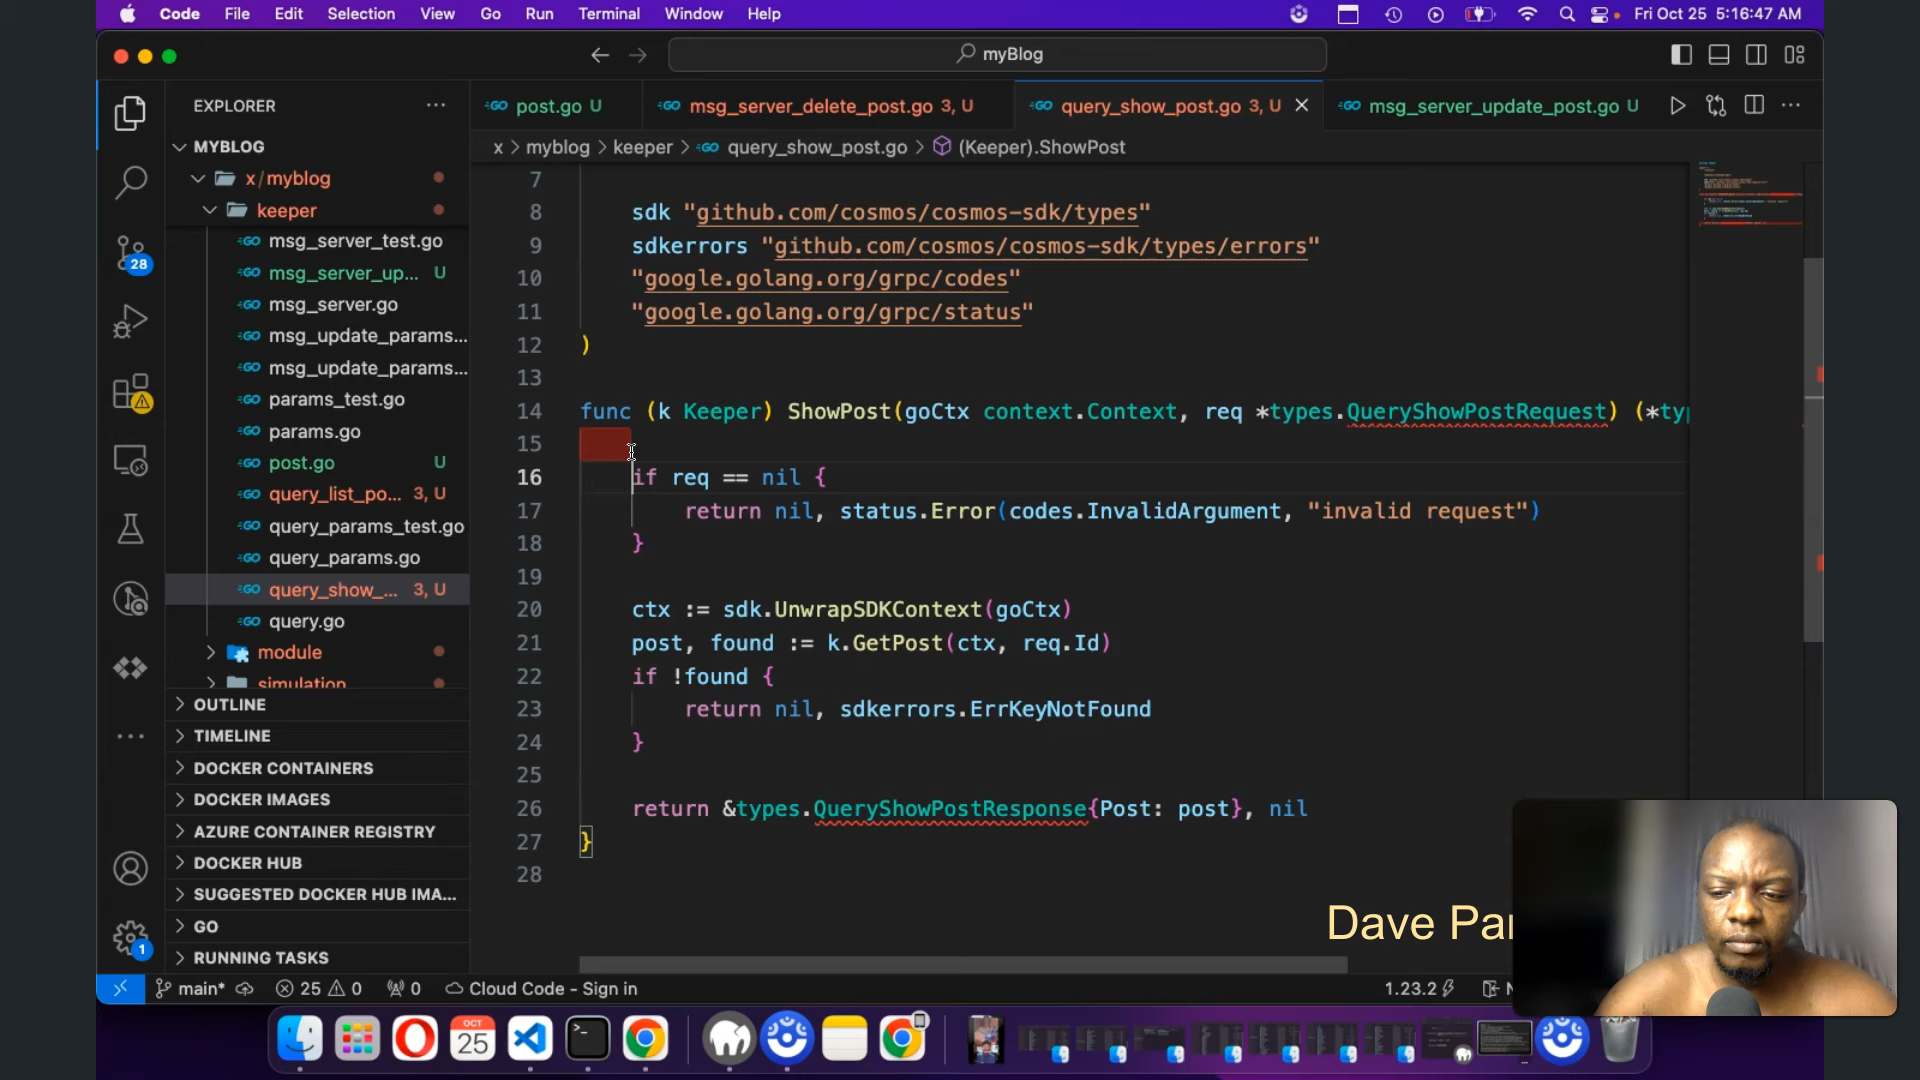 Code File Edit Selection View Go Run Terminal Window Help Fri Oct 25 5:16:47 AM
myBlog
EXPLORER
post.go U
msg_server_delete_post.go 3, U
query_show_post.go 3, U
msg_server_update_post.go U
x > myblog > keeper > query_show_post.go > (Keeper).ShowPost
MYBLOG
x/myblog
keeper
msg_server_test.go
msg_server_up... U
msg_server.go
msg_update_params...
msg_update_params...
params_test.go
params.go
post.go U
query_list_po... 3, U
query_params_test.go
query_params.go
query_show_... 3, U
query.go
module
simulation
OUTLINE
TIMELINE
DOCKER CONTAINERS
DOCKER IMAGES
AZURE CONTAINER REGISTRY
DOCKER HUB
SUGGESTED DOCKER HUB IMA...
GO
RUNNING TASKS
28
1
7
8 sdk "github.com/cosmos/cosmos-sdk/types"
9 sdkerrors "github.com/cosmos/cosmos-sdk/types/errors"
10 "google.golang.org/grpc/codes"
11 "google.golang.org/grpc/status"
12 )
13
14 func (k Keeper) ShowPost(goCtx context.Context, req *types.QueryShowPostRequest) (*typ
15
16 if req == nil {
17 return nil, status.Error(codes.InvalidArgument, "invalid request")
18 }
19
20 ctx := sdk.UnwrapSDKContext(goCtx)
21 post, found := k.GetPost(ctx, req.Id)
22 if !found {
23 return nil, sdkerrors.ErrKeyNotFound
24 }
25
26 return &types.QueryShowPostResponse{Post: post}, nil
27 }
28
Dave Par
main* 25 0 0 Cloud Code - Sign in 1.23.2
OCT
25